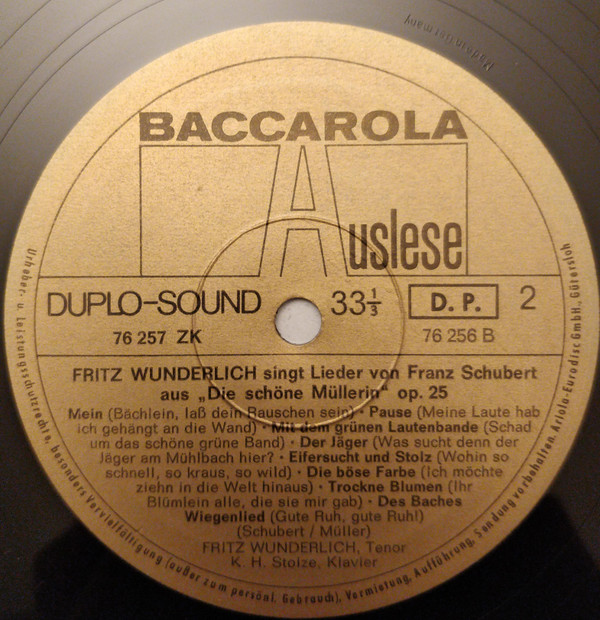 Made in Germany
BACCAROLA
Auslese
DUPLO-SOUND 33 1/3 D. P. 2
76 257 ZK 76 256 B
FRITZ WUNDERLICH singt Lieder von Franz Schubert
aus „Die schöne Müllerin“ op. 25
Mein (Bächlein, laß dein Rauschen sein) · Pause (Meine Laute hab
ich gehängt an die Wand) · Mit dem grünen Lautenbande (Schad
um das schöne grüne Band) · Der Jäger (Was sucht denn der
Jäger am Mühlbach hier? · Eifersucht und Stolz (Wohin so
schnell, so kraus, so wild) · Die böse Farbe (Ich möchte
ziehn in die Welt hinaus) · Trockne Blumen (Ihr
Blümlein alle, die sie mir gab) · Des Baches
Wiegenlied (Gute Ruh, gute Ruh!)
(Schubert / Müller)
FRITZ WUNDERLICH, Tenor
K. H. Stolze, Klavier
Urheber- u. Leistungsschutzrechte, besonders Vervielfältigung (außer zum persönl. Gebrauch), Vermietung, Aufführung, Sendung vorbehalten. Ariola-Eurodisc GmbH., Gütersloh